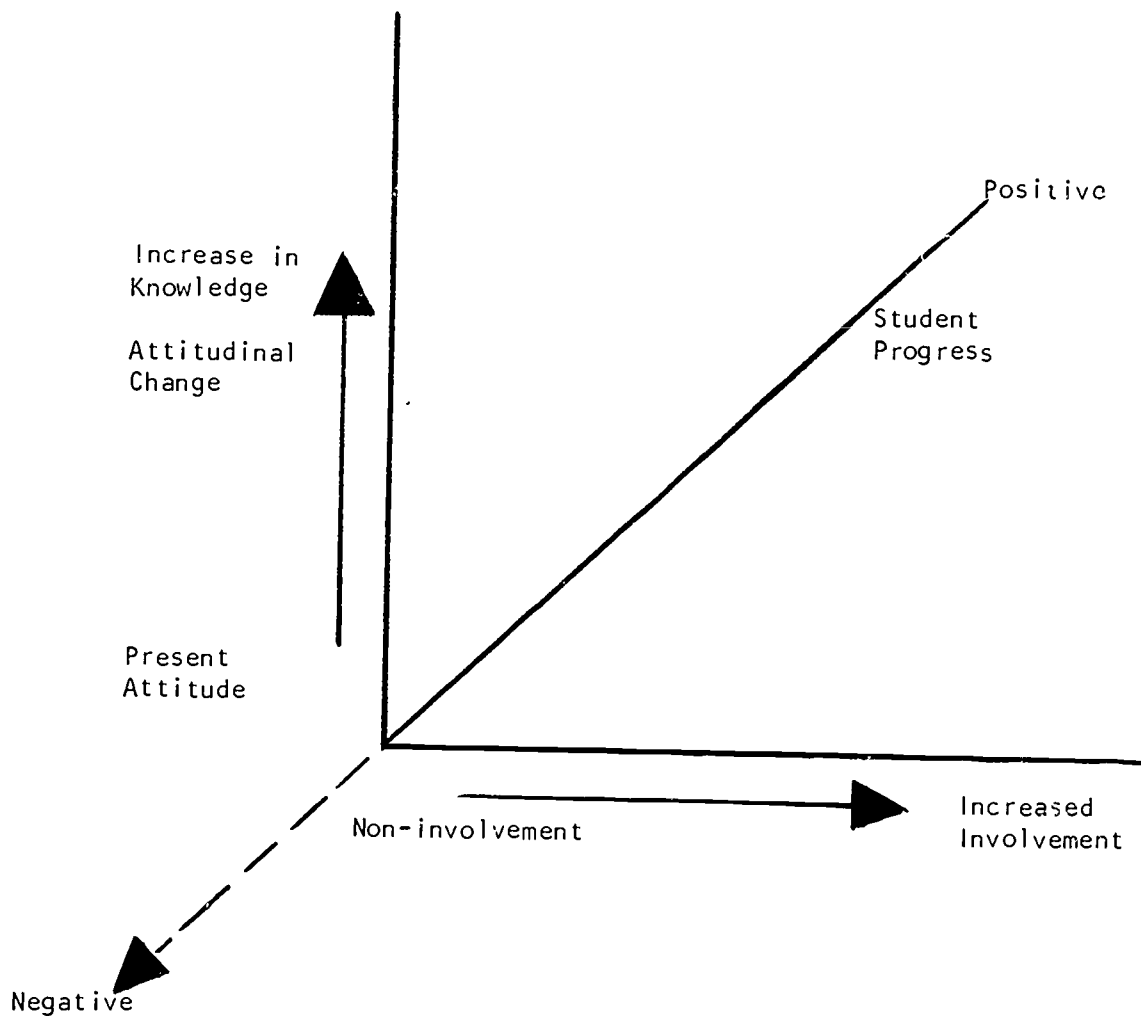 Positive
Increase in
Knowledge
Attitudinal
Change
Student
Progress
Present
Attitude
Non-involvement
Increased
Involvement
Negative